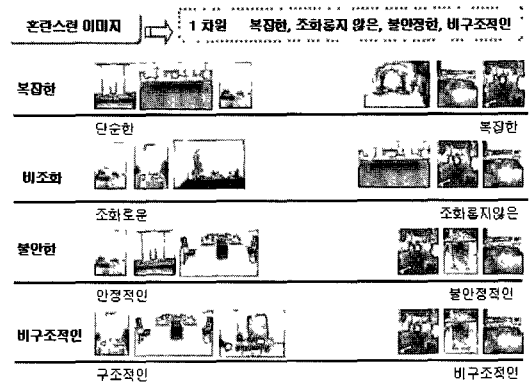 혼란스런 이미지
1 차원 복잡한, 조화롭지 않은, 불안정한, 비구조적인
복잡한
단순한 복잡한
비조화
조화로운 조화롭지않은
불안한
안정적인 불안정적인
비구조적인
구조적인 비구조적인